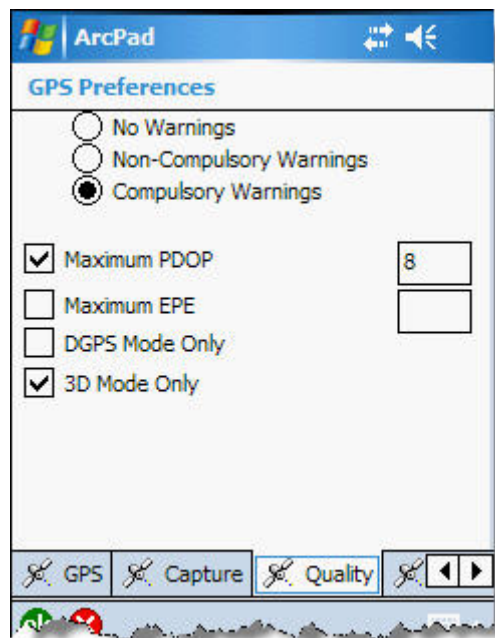 ArcPad
GPS Preferences
No Warnings
Non-Compulsory Warnings
Compulsory Warnings
Maximum PDOP 8
Maximum EPE
DGPS Mode Only
3D Mode Only
GPS Capture Quality
ok